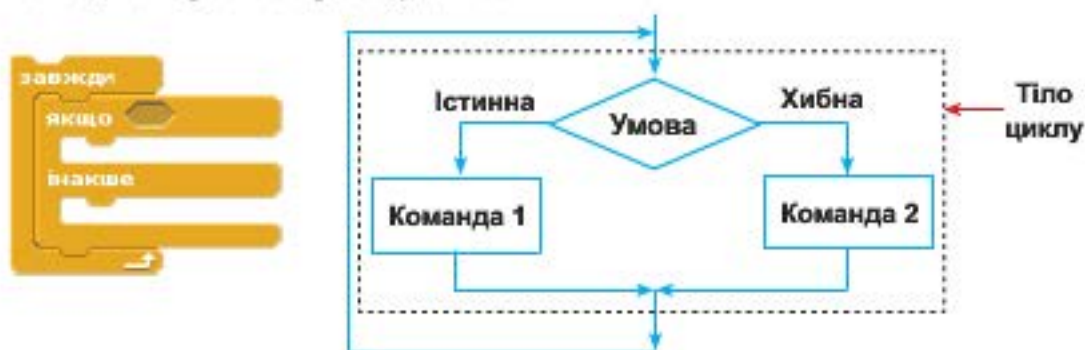 завжди
якщо
інакше
Істинна
Хибна
Умова
Команда 1
Команда 2
Тіло
циклу